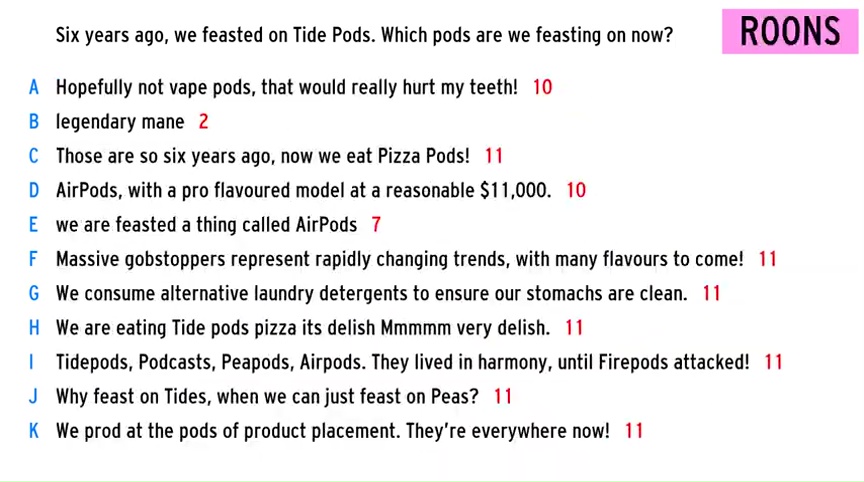 Six years ago, we feasted on Tide Pods. Which pods are we feasting on now?
ROONS
A Hopefully not vape pods, that would really hurt my teeth! 10
B legendary mane 2
C Those are so six years ago, now we eat Pizza Pods! 11
D AirPods, with a pro flavoured model at a reasonable $11,000. 10
E we are feasted a thing called AirPods 7
F Massive gobstoppers represent rapidly changing trends, with many flavours to come! 11
G We consume alternative laundry detergents to ensure our stomachs are clean. 11
H We are eating Tide pods pizza its delish Mmmmm very delish. 11
I Tidepods, Podcasts, Peapods, Airpods. They lived in harmony, until Firepods attacked! 11
J Why feast on Tides, when we can just feast on Peas? 11
K We prod at the pods of product placement. They're everywhere now! 11